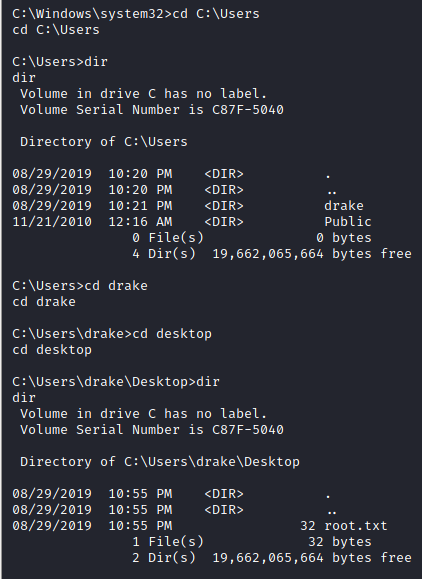 C:\Windows\system32>cd C:\Users
cd C:\Users
C:\Users>dir
dir
 Volume in drive C has no label.
 Volume Serial Number is C87F-5040
 Directory of C:\Users
08/29/2019  10:20 PM    <DIR>          .
08/29/2019  10:20 PM    <DIR>          ..
08/29/2019  10:21 PM    <DIR>          drake
11/21/2010  12:16 AM    <DIR>          Public
               0 File(s)              0 bytes
               4 Dir(s)  19,662,065,664 bytes free
C:\Users>cd drake
cd drake
C:\Users\drake>cd desktop
cd desktop
C:\Users\drake\Desktop>dir
dir
 Volume in drive C has no label.
 Volume Serial Number is C87F-5040
 Directory of C:\Users\drake\Desktop
08/29/2019  10:55 PM    <DIR>          .
08/29/2019  10:55 PM    <DIR>          ..
08/29/2019  10:55 PM                32 root.txt
               1 File(s)             32 bytes
               2 Dir(s)  19,662,065,664 bytes free